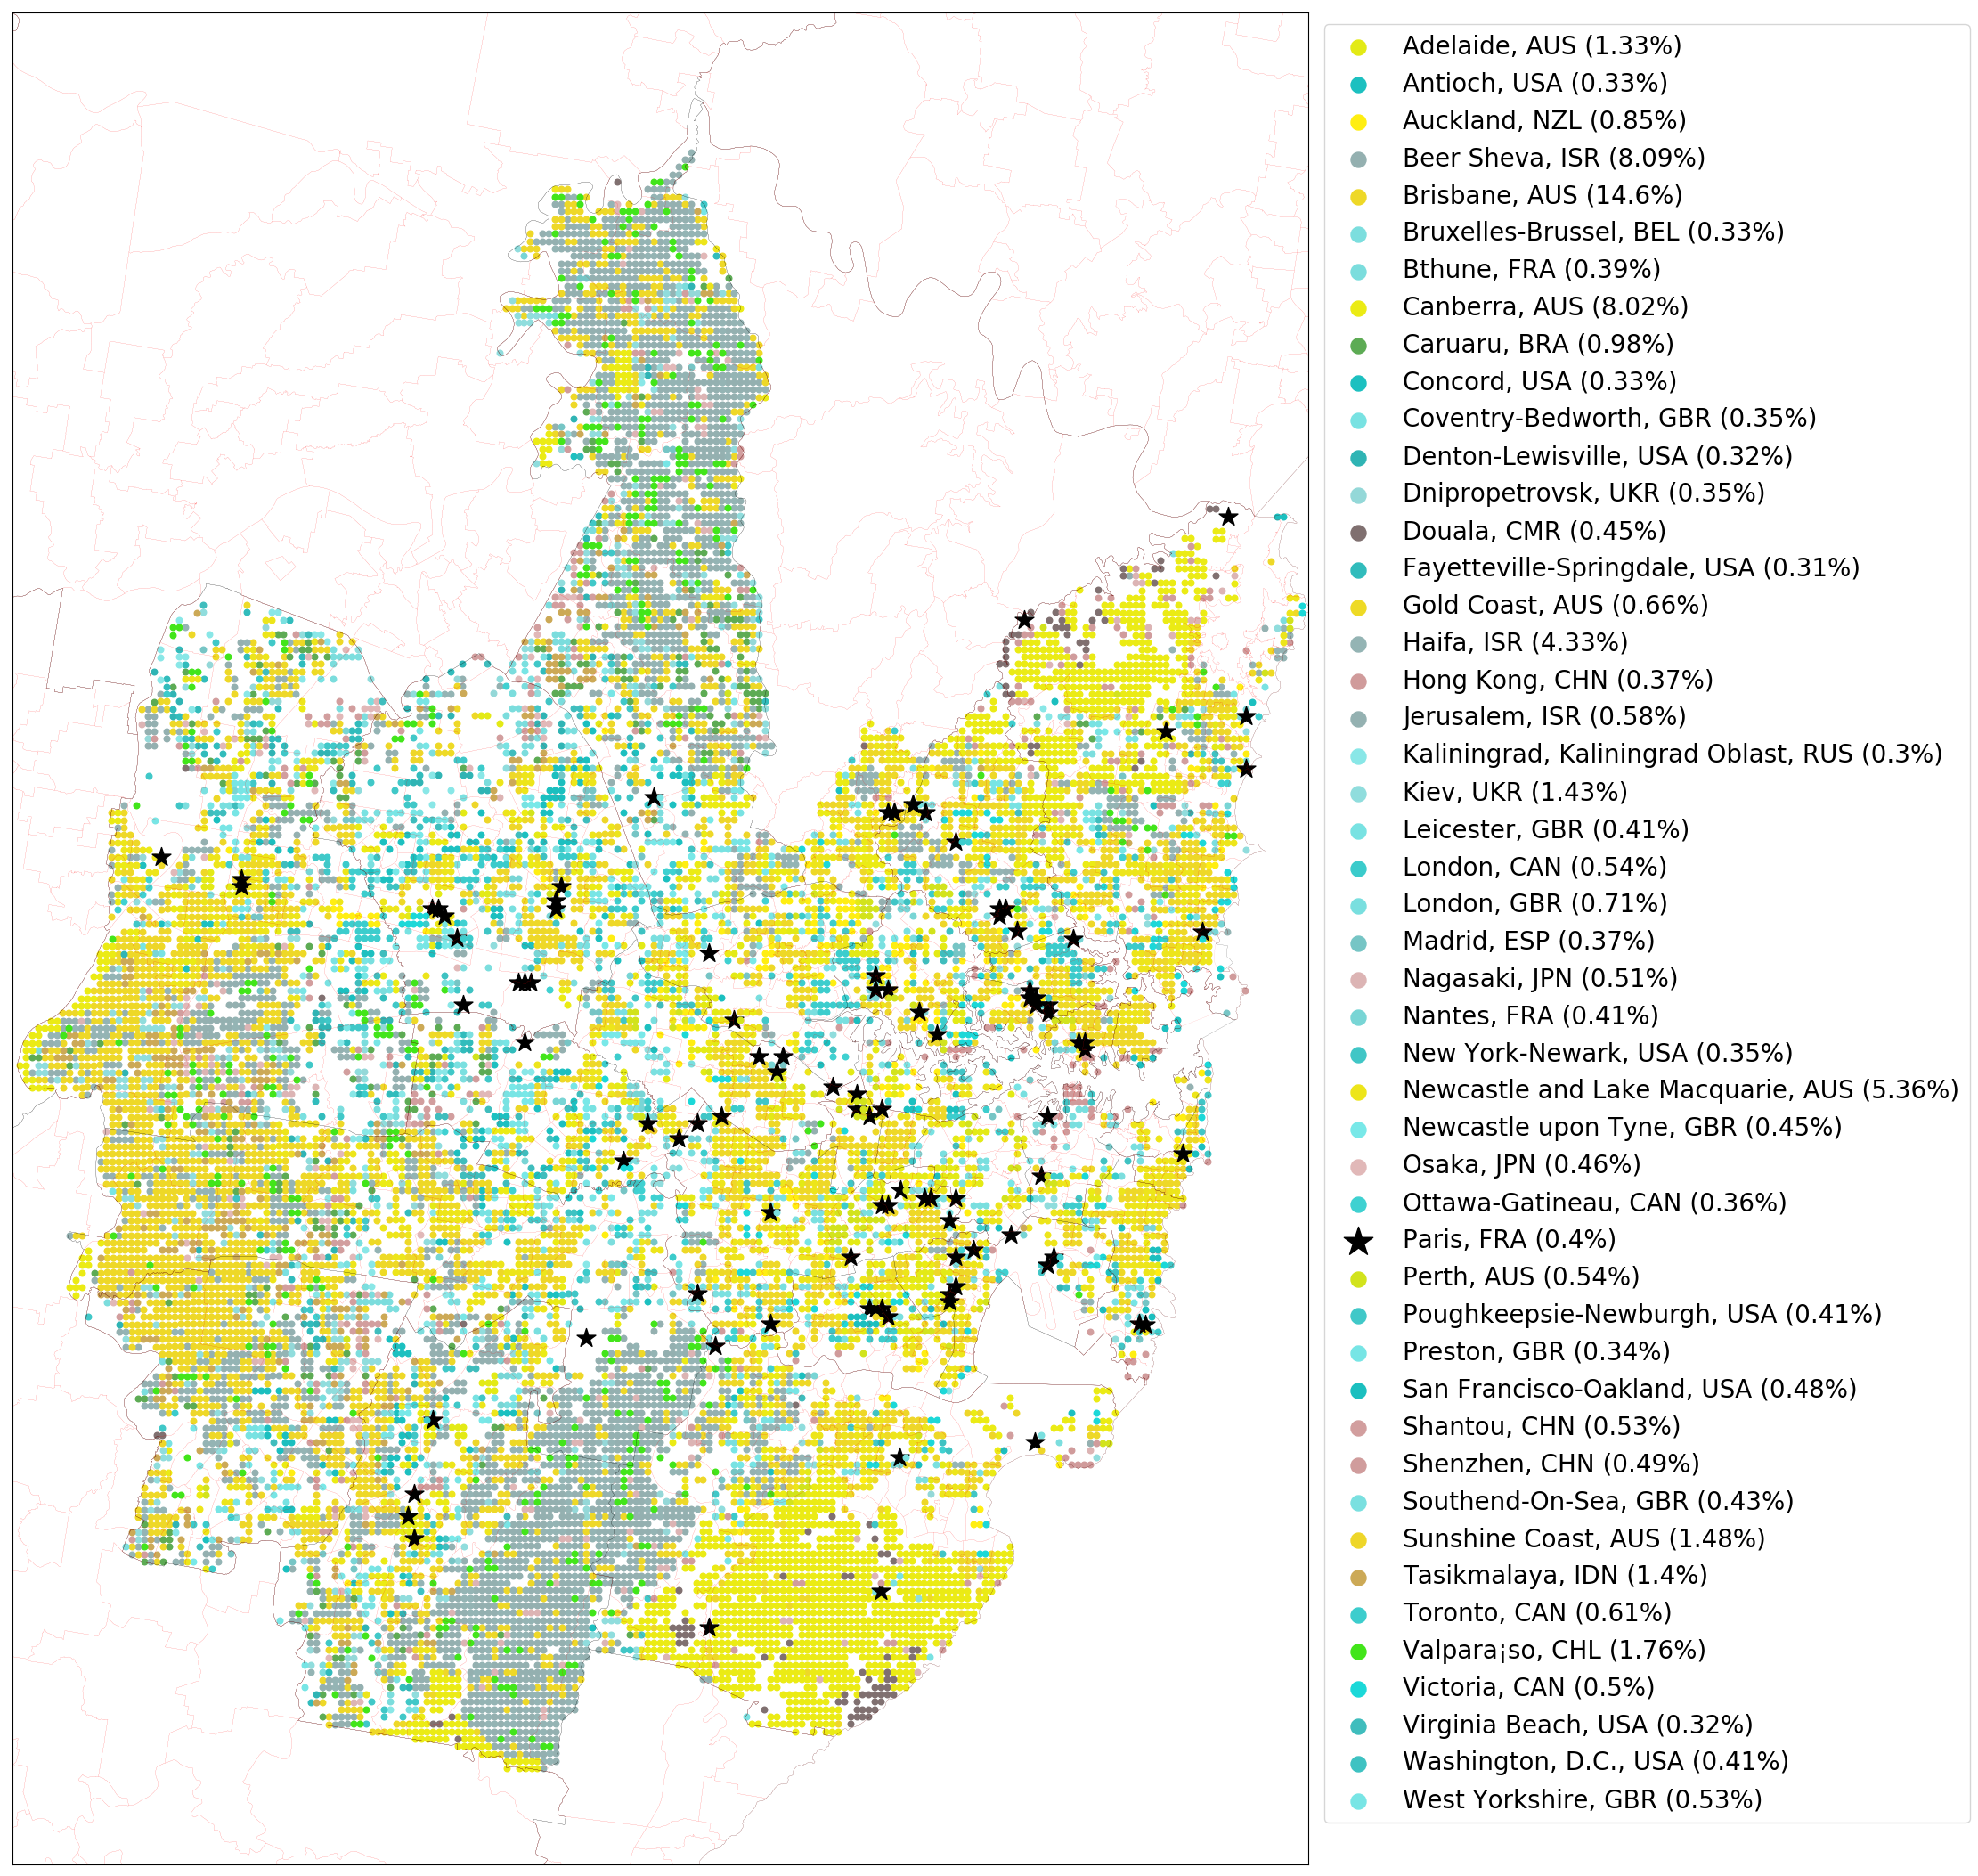 Adelaide, AUS (1.33%)
Antioch, USA (0.33%)
Auckland, NZL (0.85%)
Beer Sheva, ISR (8.09%)
Brisbane, AUS (14.6%)
Bruxelles-Brussel, BEL (0.33%)
Bthune, FRA (0.39%)
Canberra, AUS (8.02%)
Caruaru, BRA (0.98%)
Concord, USA (0.33%)
Coventry-Bedworth, GBR (0.35%)
Denton-Lewisville, USA (0.32%)
Dnipropetrovsk, UKR (0.35%)
Douala, CMR (0.45%)
Fayetteville-Springdale, USA (0.31%)
Gold Coast, AUS (0.66%)
Haifa, ISR (4.33%)
Hong Kong, CHN (0.37%)
Jerusalem, ISR (0.58%)
Kaliningrad, Kaliningrad Oblast, RUS (0.3%)
Kiev, UKR (1.43%)
Leicester, GBR (0.41%)
London, CAN (0.54%)
London, GBR (0.71%)
Madrid, ESP (0.37%)
Nagasaki, JPN (0.51%)
Nantes, FRA (0.41%)
New York-Newark, USA (0.35%)
Newcastle and Lake Macquarie, AUS (5.36%)
Newcastle upon Tyne, GBR (0.45%)
Osaka, JPN (0.46%)
Ottawa-Gatineau, CAN (0.36%)
Paris, FRA (0.4%)
Perth, AUS (0.54%)
Poughkeepsie-Newburgh, USA (0.41%)
Preston, GBR (0.34%)
San Francisco-Oakland, USA (0.48%)
Shantou, CHN (0.53%)
Shenzhen, CHN (0.49%)
Southend-On-Sea, GBR (0.43%)
Sunshine Coast, AUS (1.48%)
Tasikmalaya, IDN (1.4%)
Toronto, CAN (0.61%)
Valpara¡so, CHL (1.76%)
Victoria, CAN (0.5%)
Virginia Beach, USA (0.32%)
Washington, D.C., USA (0.41%)
West Yorkshire, GBR (0.53%)